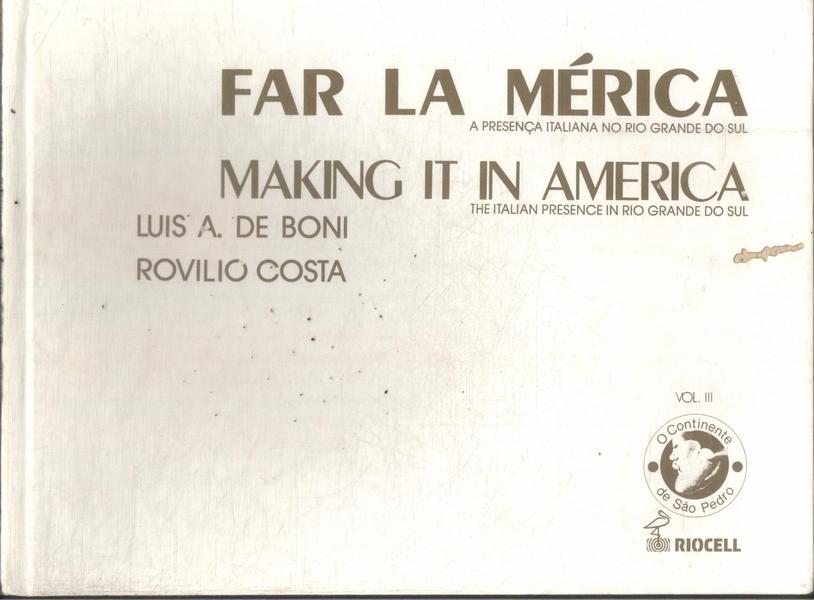 FAR LA MÉRICA
A PRESENÇA ITALIANA NO RIO GRANDE DO SUL
MAKING IT IN AMERICA
THE ITALIAN PRESENCE IN RIO GRANDE DO SUL
LUIS A. DE BONI
ROVILIO COSTA
VOL. III
O Continente
de São Pedro
RIOCELL